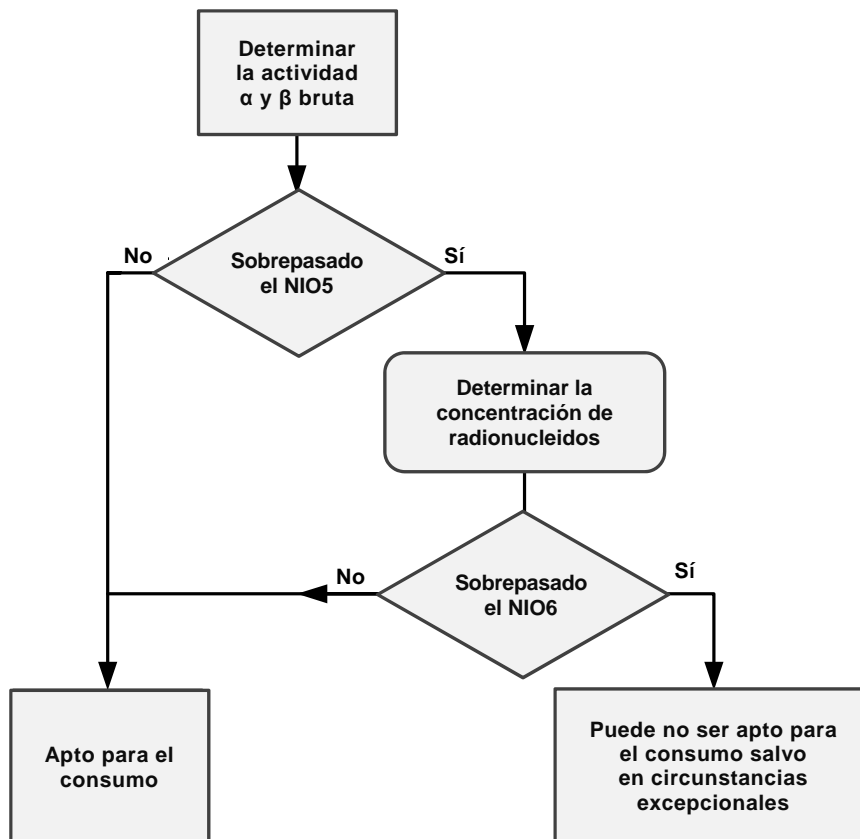 Determinar
la actividad
α y β bruta
No
Sobrepasado
el NIO5
Sí
Determinar la
concentración de
radionucleidos
No
Sobrepasado
el NIO6
Sí
Apto para el
consumo
Puede no ser apto para
el consumo salvo
en circunstancias
excepcionales